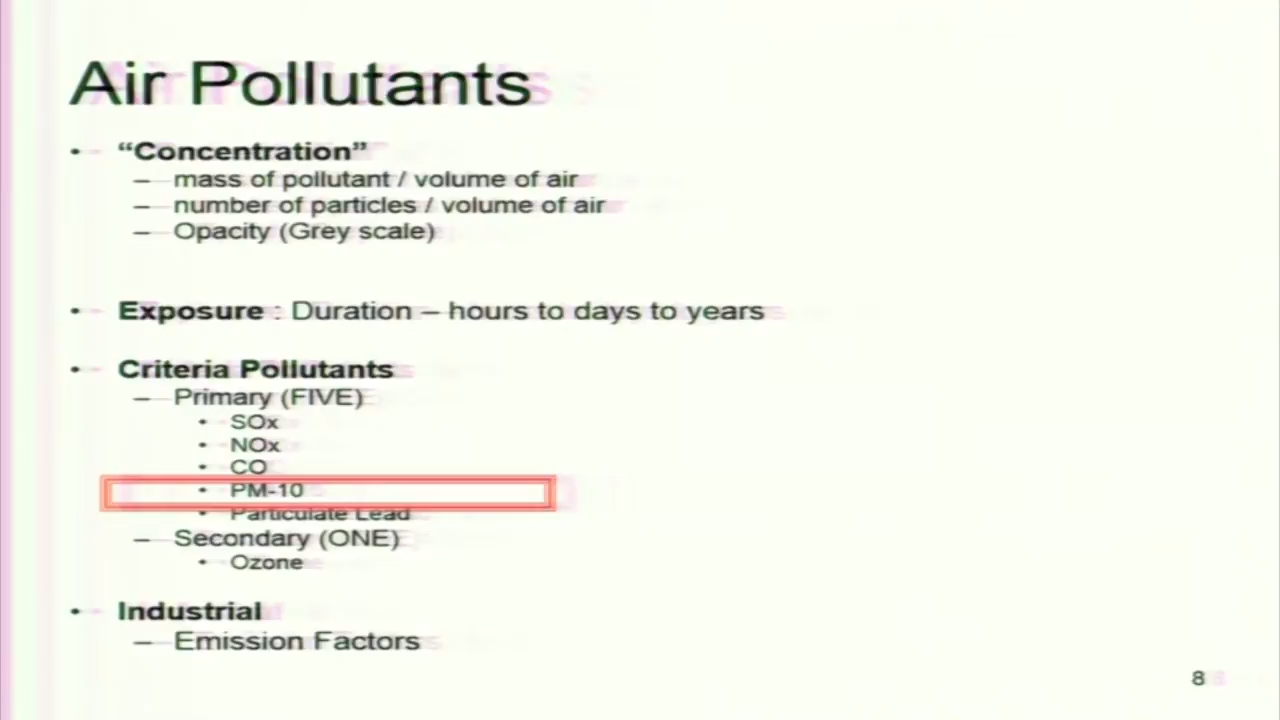 Air Pollutants
• "Concentration"
– mass of pollutant / volume of air
– number of particles / volume of air
– Opacity (Grey scale)
• Exposure : Duration – hours to days to years
• Criteria Pollutants
– Primary (FIVE)
• SOx
• NOx
• CO
• PM-10
• Particulate Lead
– Secondary (ONE)
• Ozone
• Industrial
– Emission Factors
8